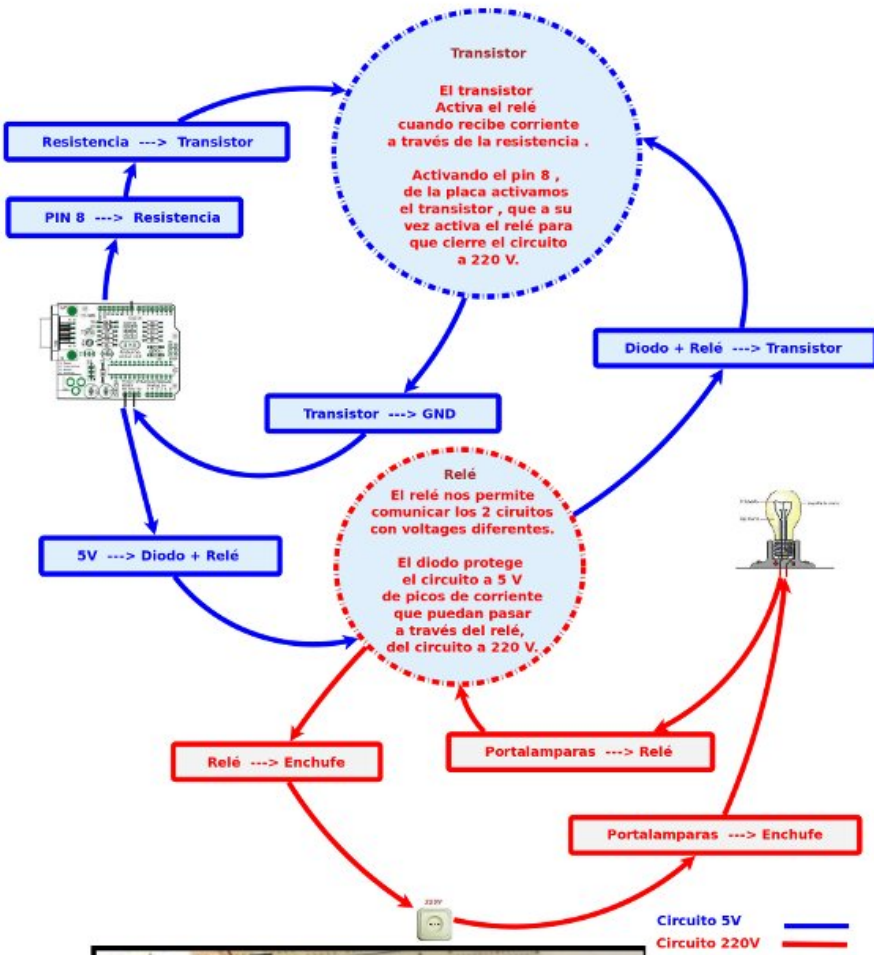 Transistor
El transistor
Activa el relé
cuando recibe corriente
a través de la resistencia .
Activando el pin 8 ,
de la placa activamos
el transistor , que a su
vez activa el relé para
que cierre el circuito
a 220 V.
Resistencia ---> Transistor
PIN 8 ---> Resistencia
Diodo + Relé ---> Transistor
Transistor ---> GND
5V ---> Diodo + Relé
Relé
El relé nos permite
comunicar los 2 ciruitos
con voltages diferentes.
El diodo protege
el circuito a 5 V
de picos de corriente
que puedan pasar
a través del relé,
del circuito a 220 V.
Relé ---> Enchufe
Portalamparas ---> Relé
Portalamparas ---> Enchufe
220V
Circuito 5V
Circuito 220V